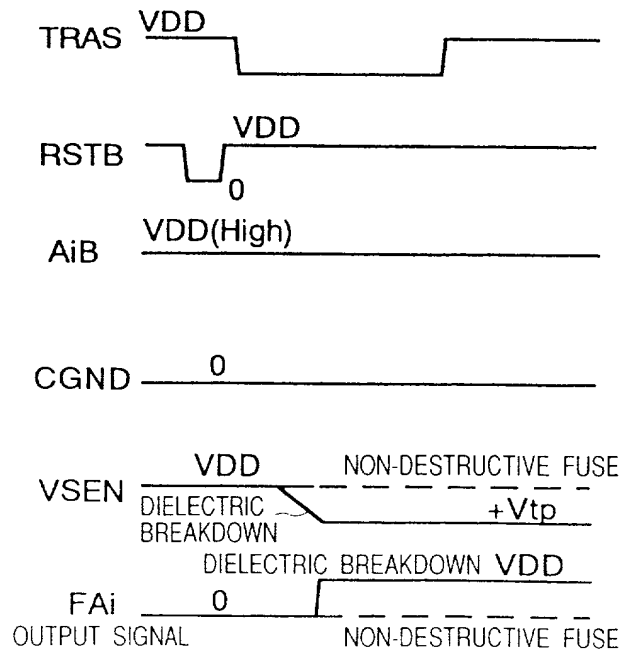 VDD
TRAS
VDD
RSTB
0
VDD(High)
AiB
0
CGND
VDD NON-DESTRUCTIVE FUSE
VSEN
DIELECTRIC +Vtp
BREAKDOWN
DIELECTRIC BREAKDOWN VDD
FAi 0
OUTPUT SIGNAL NON-DESTRUCTIVE FUSE